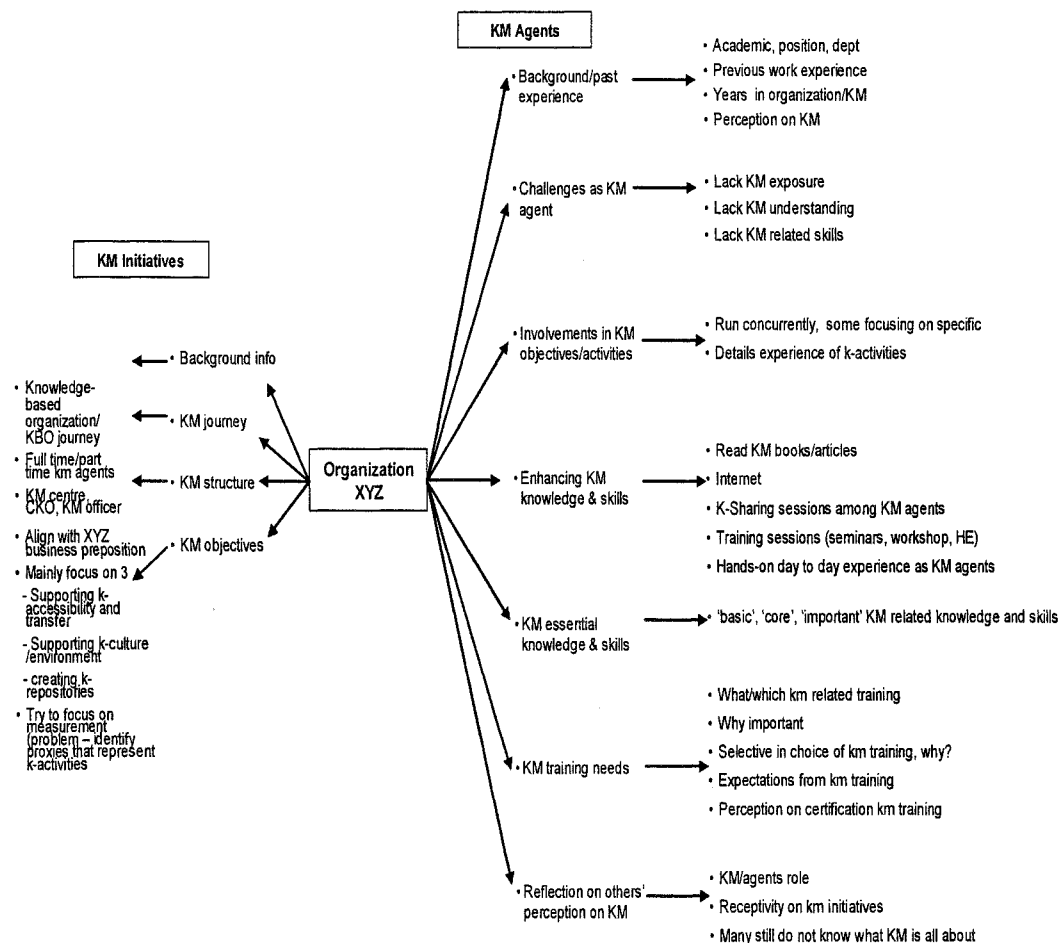 KM Agents
• Background/past
experience
• Academic, position, dept
• Previous work experience
• Years in organization/KM
• Perception on KM
• Challenges as KM
agent
• Lack KM exposure
• Lack KM understanding
• Lack KM related skills
KM Initiatives
• Background info
• KM journey
• KM structure
• KM objectives
• Knowledge-
based
organization/
KBO journey
• Full time/part
time km agents
• KM centre,
CKO, KM officer
• Align with XYZ
business preposition
• Mainly focus on 3
- Supporting k-
accessibility and
transfer
- Supporting k-culture
/environment
- creating k-
repositories
• Try to focus on
measurement
(problem – identify
proxies that represent
k-activities
Organization
XYZ
• Involvements in KM
objectives/activities
• Run concurrently, some focusing on specific
• Details experience of k-activities
• Enhancing KM
knowledge & skills
• Read KM books/articles
• Internet
• K-Sharing sessions among KM agents
• Training sessions (seminars, workshop, HE)
• Hands-on day to day experience as KM agents
• KM essential
knowledge & skills
• 'basic', 'core', 'important' KM related knowledge and skills
• KM training needs
• What/which km related training
• Why important
• Selective in choice of km training, why?
• Expectations from km training
• Perception on certification km training
• Reflection on others'
perception on KM
• KM/agents role
• Receptivity on km initiatives
• Many still do not know what KM is all about